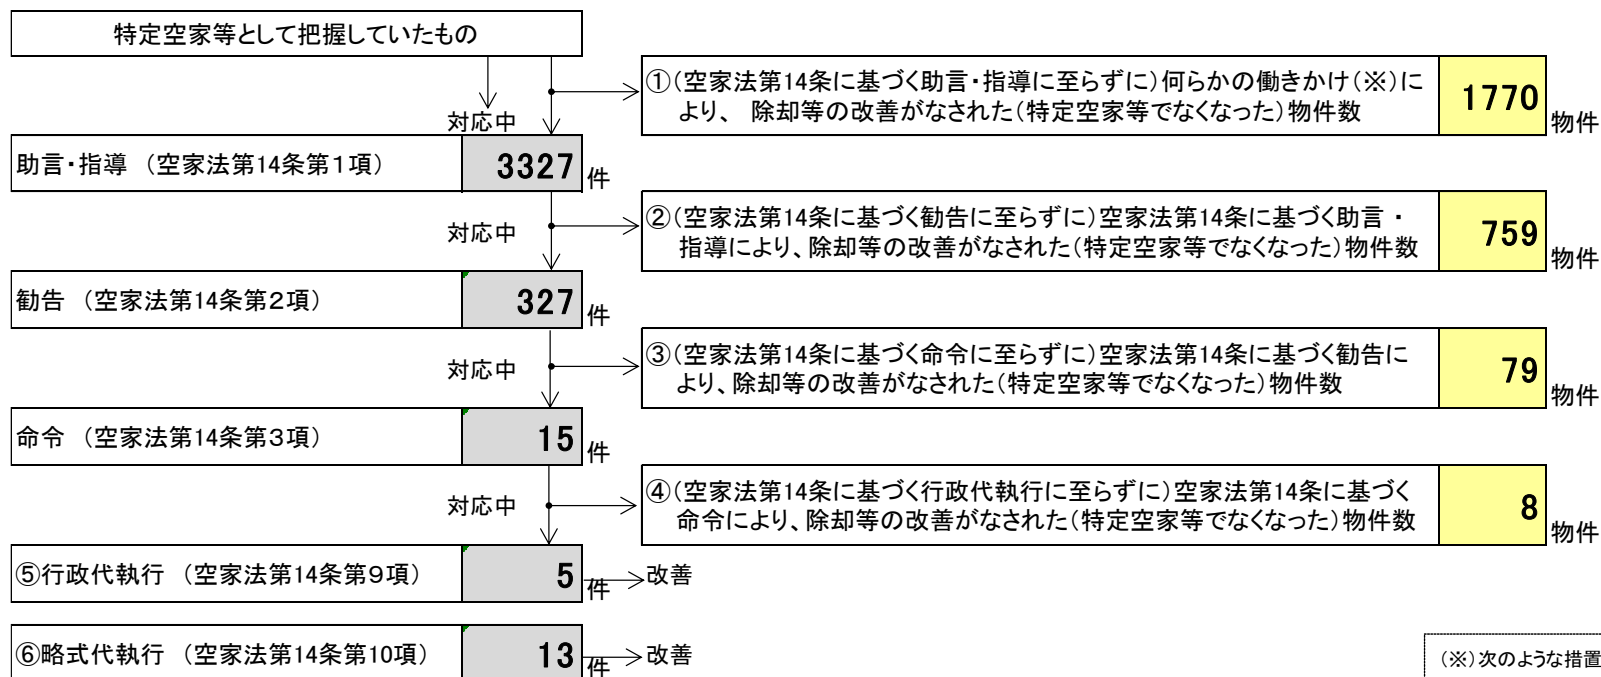 特定空家等として把握していたもの
①(空家法第14条に基づく助言・指導に至らずに)何らかの働きかけ(※)に
より、 除却等の改善がなされた(特定空家等でなくなった)物件数
1770
物件
対応中
助言・指導 (空家法第14条第1項)
3327
件
②(空家法第14条に基づく勧告に至らずに)空家法第14条に基づく助言 ・
指導により、除却等の改善がなされた(特定空家等でなくなった)物件数
759
物件
対応中
勧告 (空家法第14条第2項)
327
件
③(空家法第14条に基づく命令に至らずに)空家法第14条に基づく勧告に
より、除却等の改善がなされた(特定空家等でなくなった)物件数
79
物件
対応中
命令 (空家法第14条第3項)
15
件
④(空家法第14条に基づく行政代執行に至らずに)空家法第14条に基づく
命令により、除却等の改善がなされた(特定空家等でなくなった)物件数
8
物件
対応中
⑤行政代執行 (空家法第14条第9項)
5
件
改善
⑥略式代執行 (空家法第14条第10項)
13
件
改善
(※)次のような措置